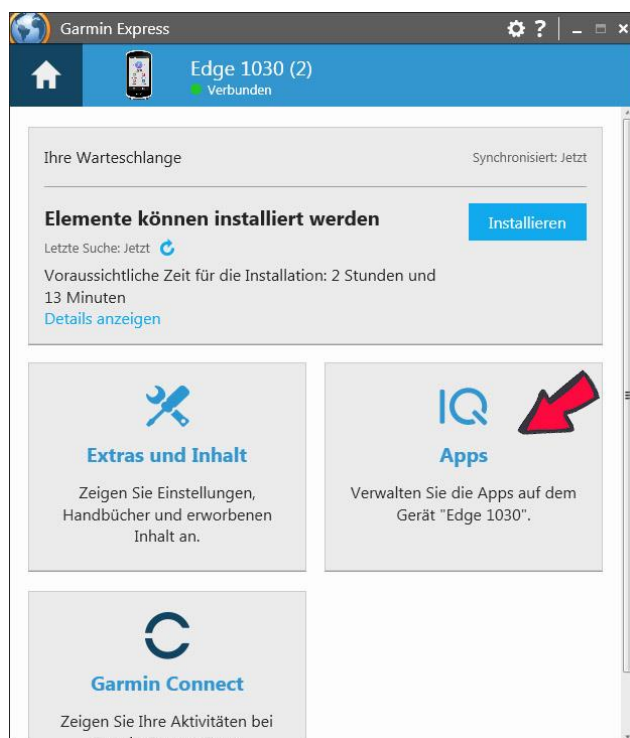 Garmin Express
?
Edge 1030 (2)
Verbunden
Ihre Warteschlange
Synchronisiert: Jetzt
Elemente können installiert werden
Installieren
Letzte Suche: Jetzt
Voraussichtliche Zeit für die Installation: 2 Stunden und
13 Minuten
Details anzeigen
Extras und Inhalt
Zeigen Sie Einstellungen,
Handbücher und erworbenen
Inhalt an.
IQ
Apps
Verwalten Sie die Apps auf dem
Gerät "Edge 1030".
Garmin Connect
Zeigen Sie Ihre Aktivitäten bei